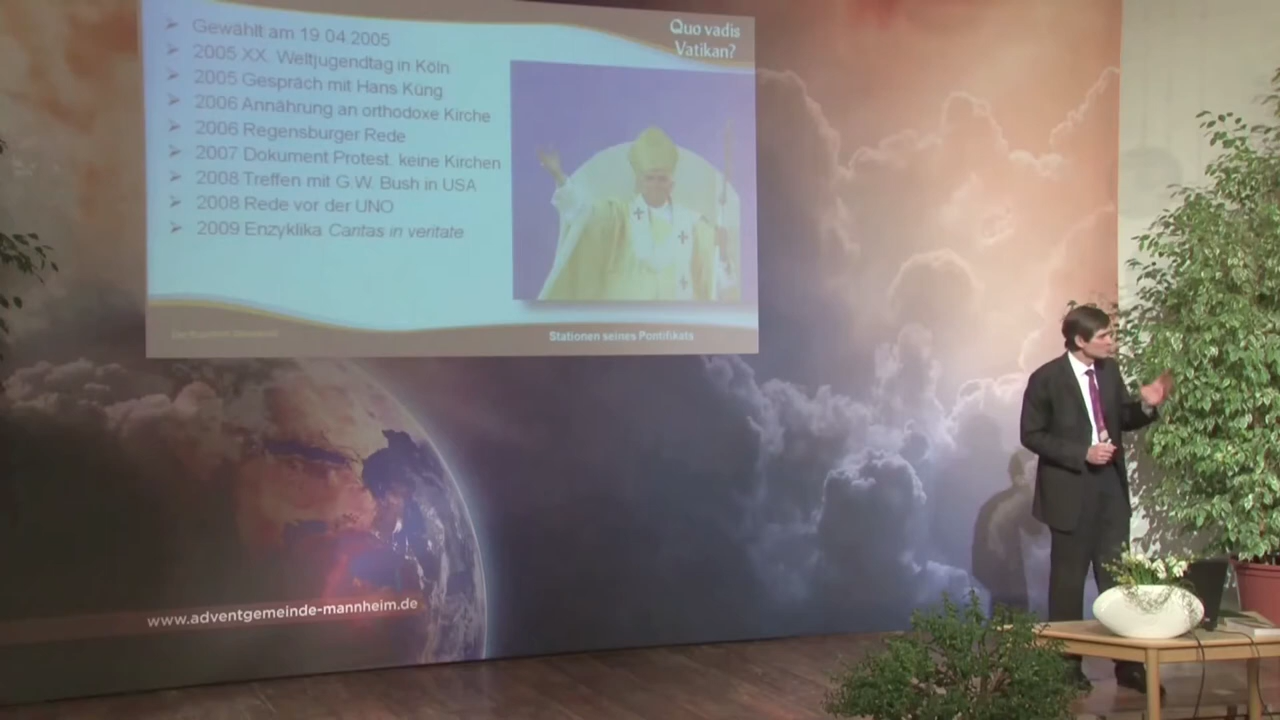 Quo vadis
Vatikan?
Gewählt am 19.04.2005
2005 XX. Weltjugendtag in Köln
2005 Gespräch mit Hans Küng
2006 Annährung an orthodoxe Kirche
2006 Regensburger Rede
2007 Dokument Protest. keine Kirchen
2008 Treffen mit G.W. Bush in USA
2008 Rede vor der UNO
2009 Enzyklika Caritas in veritate
Stationen seines Pontifikats
www.adventgemeinde-mannheim.de